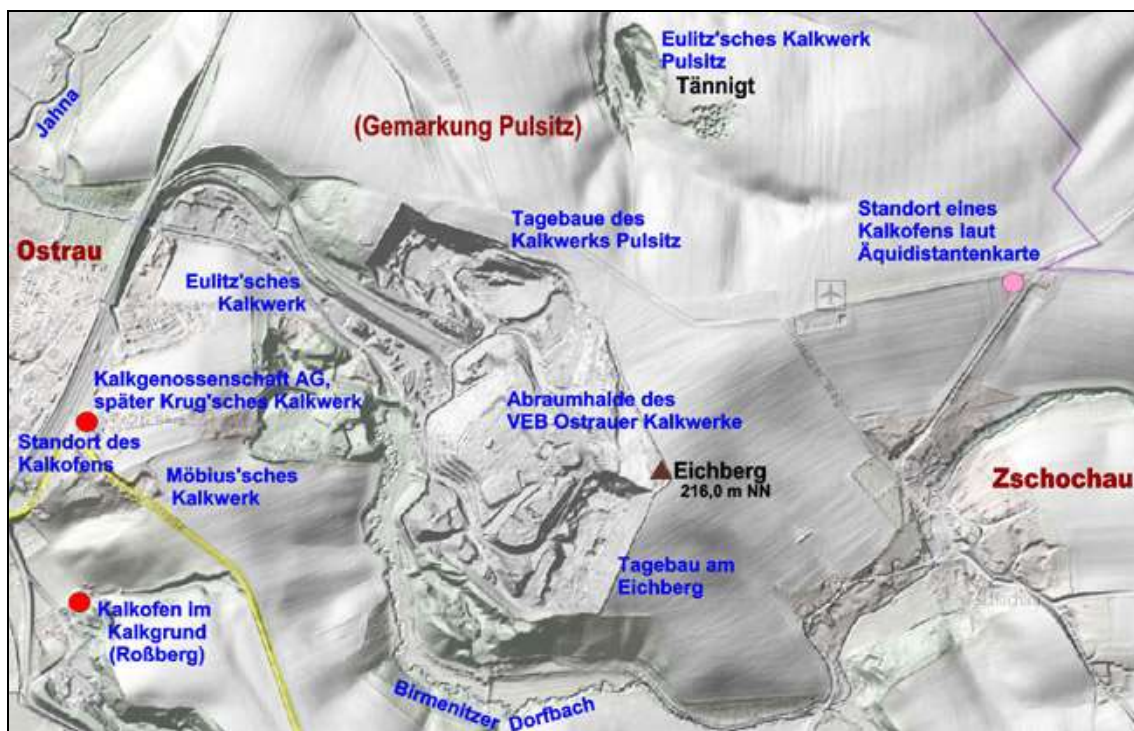 Eulitz'sches Kalkwerk
Pulsitz
Tännigt
Jahna
(Gemarkung Pulsitz)
Tagebaue des
Kalkwerks Pulsitz
Standort eines
Kalkofens laut
Äquidistantenkarte
Ostrau
Eulitz'sches
Kalkwerk
Kalkgenossenschaft AG,
später Krug'sches Kalkwerk
Abraumhalde des
VEB Ostrauer Kalkwerke
Standort des
Kalkofens
Möbius'sches
Kalkwerk
Eichberg
216,0 m NN
Zschochau
Tagebau am
Eichberg
Kalkofen im
Kalkgrund
(Roßberg)
Birmenitzer Dorfbach